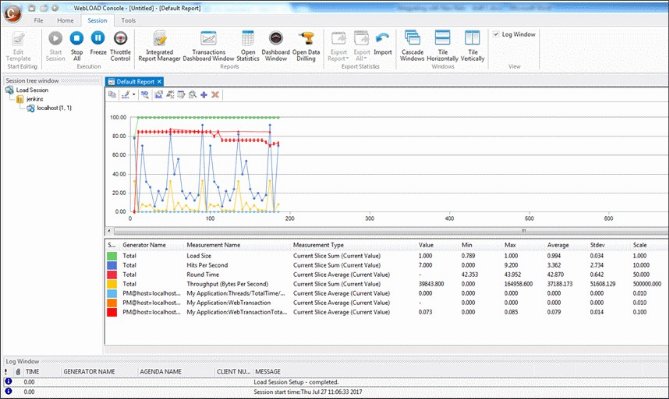 WebLOAD Console - [Untitled] - [Default Report]
File Home Session Tools
Edit Template
Start Session
Stop All
Freeze
Throttle Control
Integrated Report Manager
Transactions Dashboard Window
Open Statistics
Dashboard Window
Open Data Drilling
Export Report
Export All
Import
Cascade Windows
Tile Horizontally
Tile Vertically
Log Window
Start Editing Execution Reports Export Statistics Windows View
Session tree window
Load Session
jenkins
localhost [1, 1]
Default Report
100.00
80.00
60.00
40.00
20.00
0.00
0 100 200 300 400 500 600
S... Generator Name Measurement Name Measurement Type Value Min Max Average Stdev Scale
Total Load Size Current Slice Sum (Current Value) 1.000 0.789 1.000 0.994 0.034 1.000
Total Hits Per Second Current Slice Sum (Current Value) 7.000 0.000 9.200 3.362 2.734 10.000
Total Round Time Current Slice Average (Current Value) - 42.353 43.052 42.870 0.642 50.000
Total Throughput (Bytes Per Second) Current Slice Sum (Current Value) 39843.800 0.000 164958.600 37188.173 51608.129 500000.000
PM@host=localhost... My Application:Threads/TotalTime/... Current Slice Average (Current Value) 0.000 0.000 0.000 0.000 0.000 0.010
PM@host=localhost... My Application:WebTransaction Current Slice Average (Current Value) - 0.000 0.000 0.000 0.000 0.010
PM@host=localhost... My Application:WebTransactionTota... Current Slice Average (Current Value) 0.073 0.000 0.085 0.079 0.014 0.100
Log Window
! TIME GENERATOR NAME AGENDA NAME CLIENT NU... MESSAGE
0.00 Load Session Setup - completed.
0.00 Session start time:Thu Jul 27 11:06:33 2017